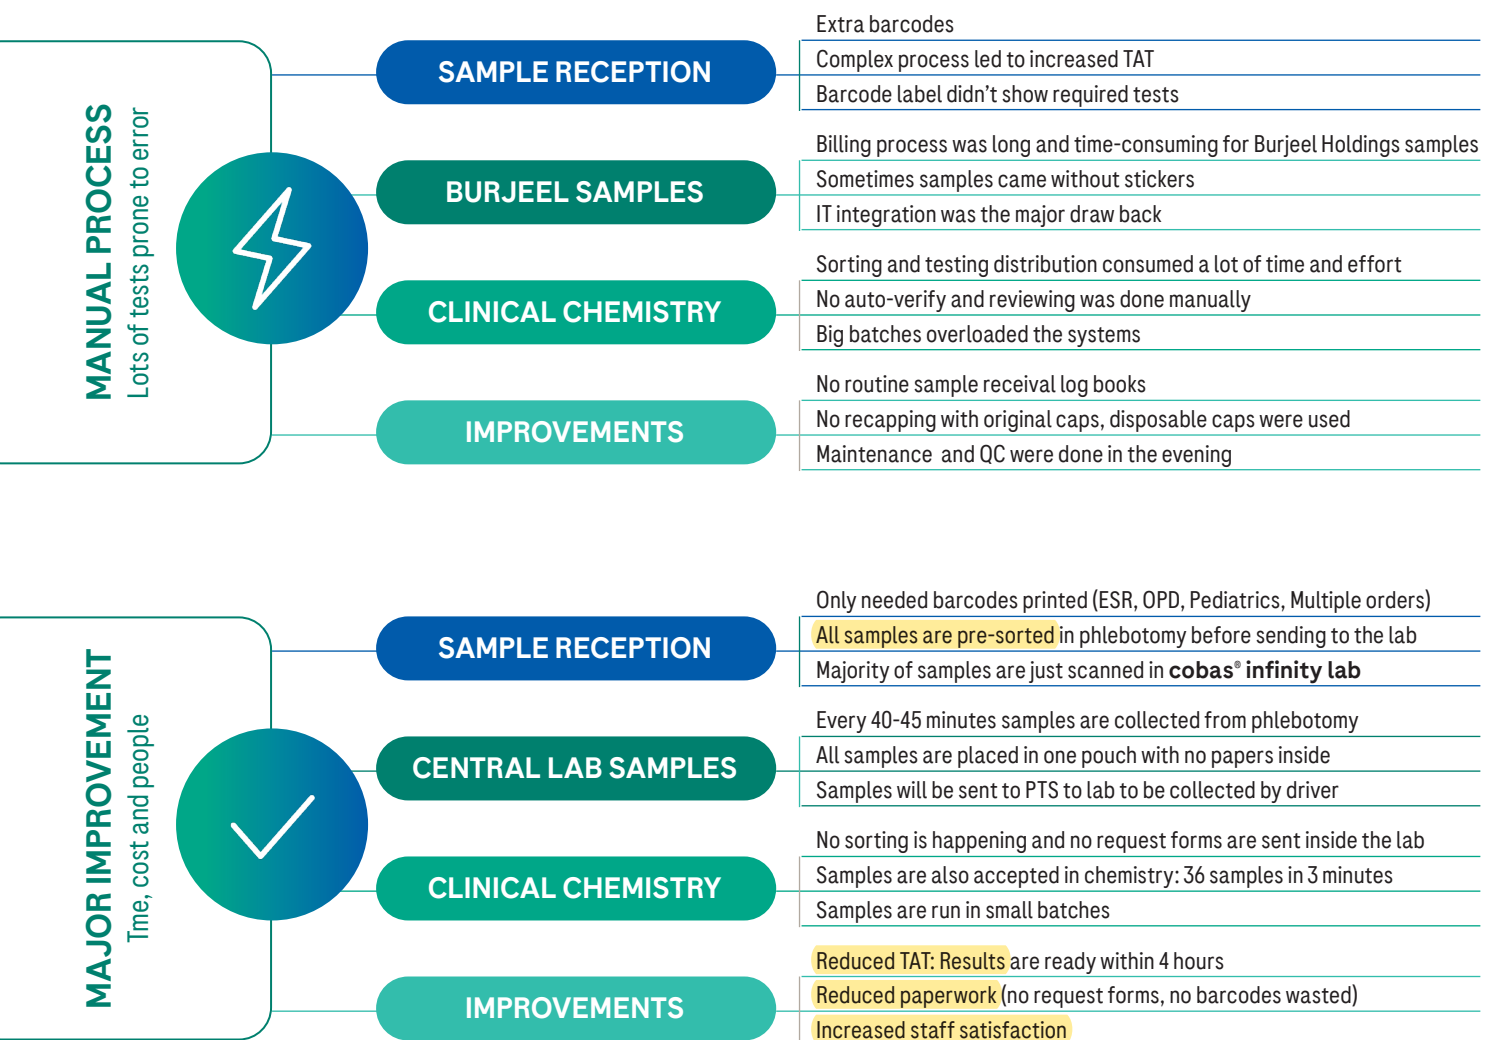 MANUAL PROCESS
Lots of tests prone to error
SAMPLE RECEPTION
Extra barcodes
Complex process led to increased TAT
Barcode label didn’t show required tests
BURJEEL SAMPLES
Billing process was long and time-consuming for Burjeel Holdings samples
Sometimes samples came without stickers
IT integration was the major draw back
CLINICAL CHEMISTRY
Sorting and testing distribution consumed a lot of time and effort
No auto-verify and reviewing was done manually
Big batches overloaded the systems
IMPROVEMENTS
No routine sample receival log books
No recapping with original caps, disposable caps were used
Maintenance and QC were done in the evening
MAJOR IMPROVEMENT
Tme, cost and people
SAMPLE RECEPTION
Only needed barcodes printed (ESR, OPD, Pediatrics, Multiple orders)
All samples are pre-sorted in phlebotomy before sending to the lab
Majority of samples are just scanned in cobas® infinity lab
CENTRAL LAB SAMPLES
Every 40-45 minutes samples are collected from phlebotomy
All samples are placed in one pouch with no papers inside
Samples will be sent to PTS to lab to be collected by driver
CLINICAL CHEMISTRY
No sorting is happening and no request forms are sent inside the lab
Samples are also accepted in chemistry: 36 samples in 3 minutes
Samples are run in small batches
IMPROVEMENTS
Reduced TAT: Results are ready within 4 hours
Reduced paperwork (no request forms, no barcodes wasted)
Increased staff satisfaction